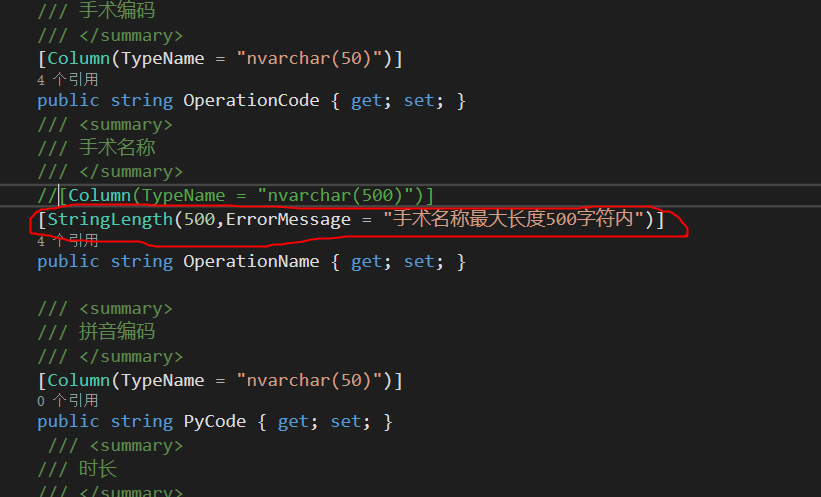 /// 手术编码
/// </summary>
[Column(TypeName = "nvarchar(50)")]
4 个引用
public string OperationCode { get; set; }
/// <summary>
/// 手术名称
/// </summary>
//[Column(TypeName = "nvarchar(500)")]
[StringLength(500,ErrorMessage = "手术名称最大长度500字符内")]
4 个引用
public string OperationName { get; set; }
/// <summary>
/// 拼音编码
/// </summary>
[Column(TypeName = "nvarchar(50)")]
0 个引用
public string PyCode { get; set; }
/// <summary>
/// 时长
/// </summary>